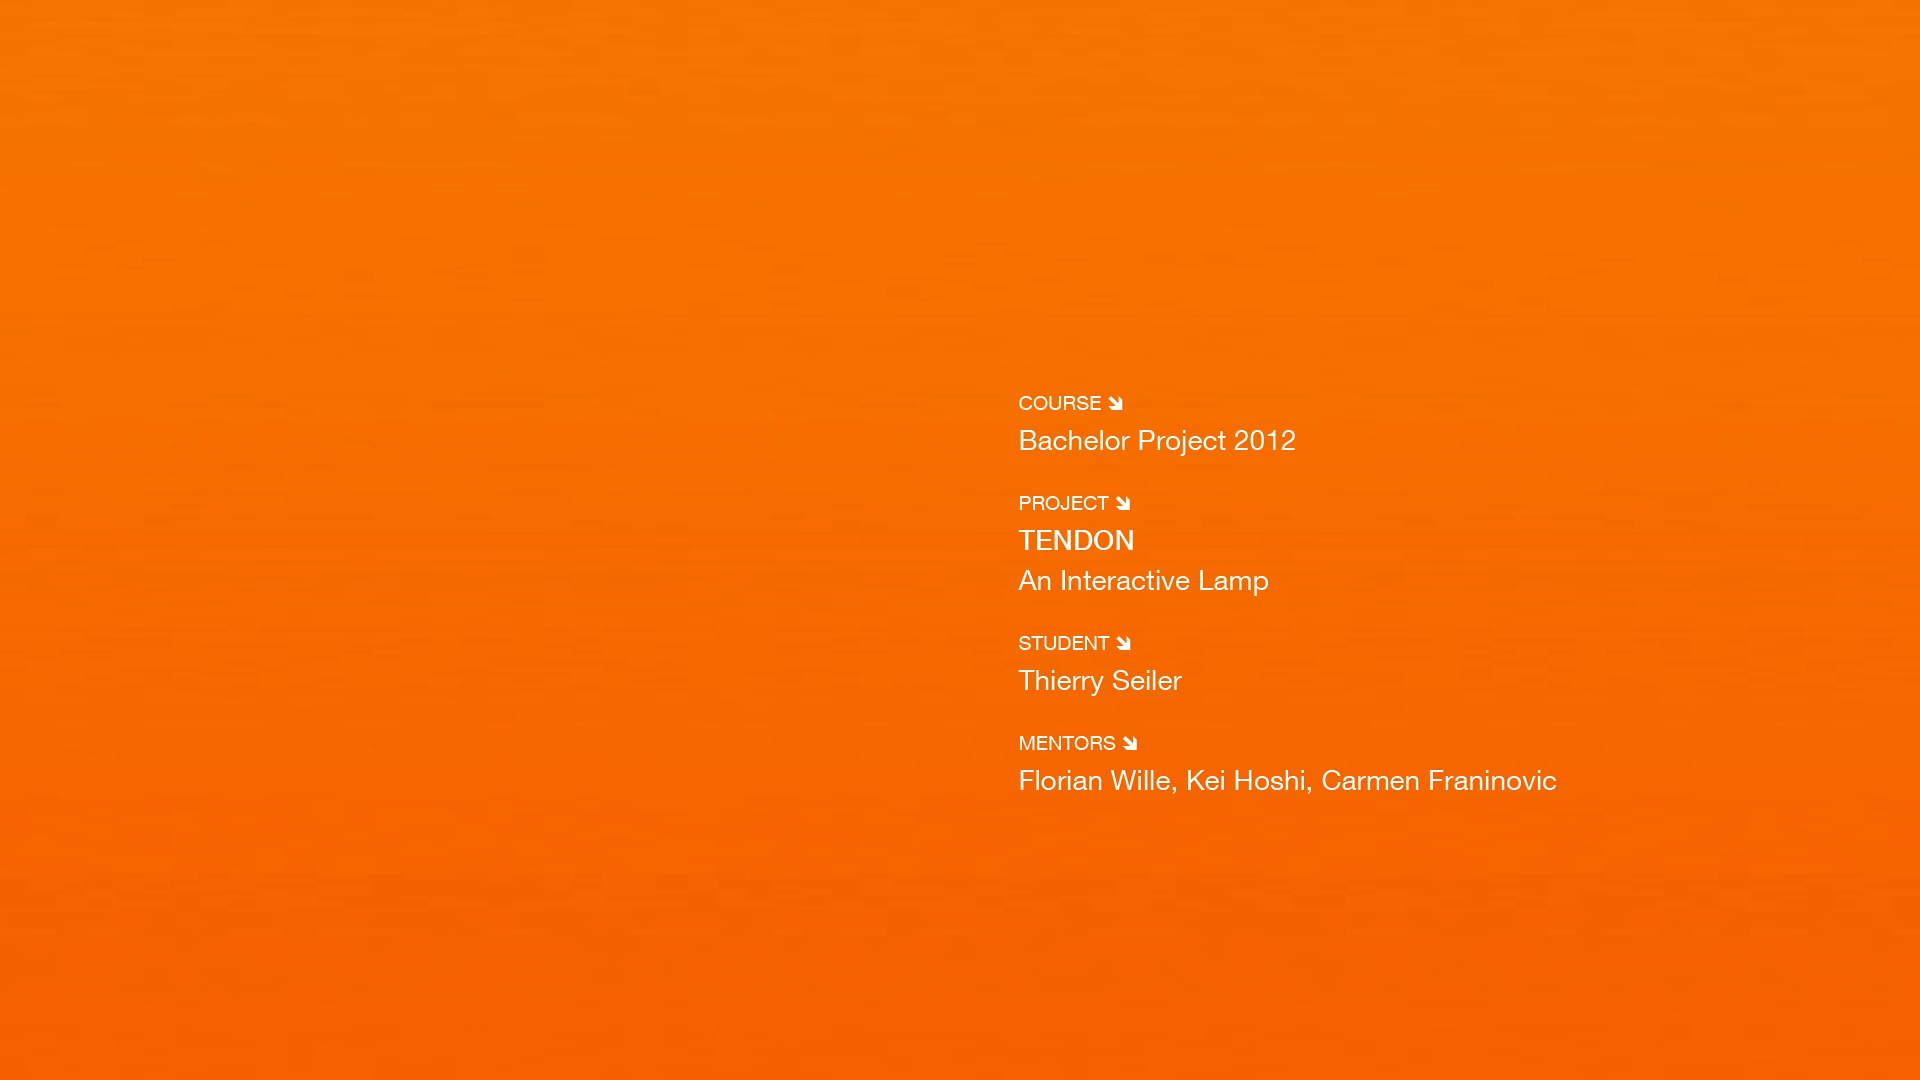 COURSE ⬊
Bachelor Project 2012
PROJECT ⬊
TENDON
An Interactive Lamp
STUDENT ⬊
Thierry Seiler
MENTORS ⬊
Florian Wille, Kei Hoshi, Carmen Franinovic